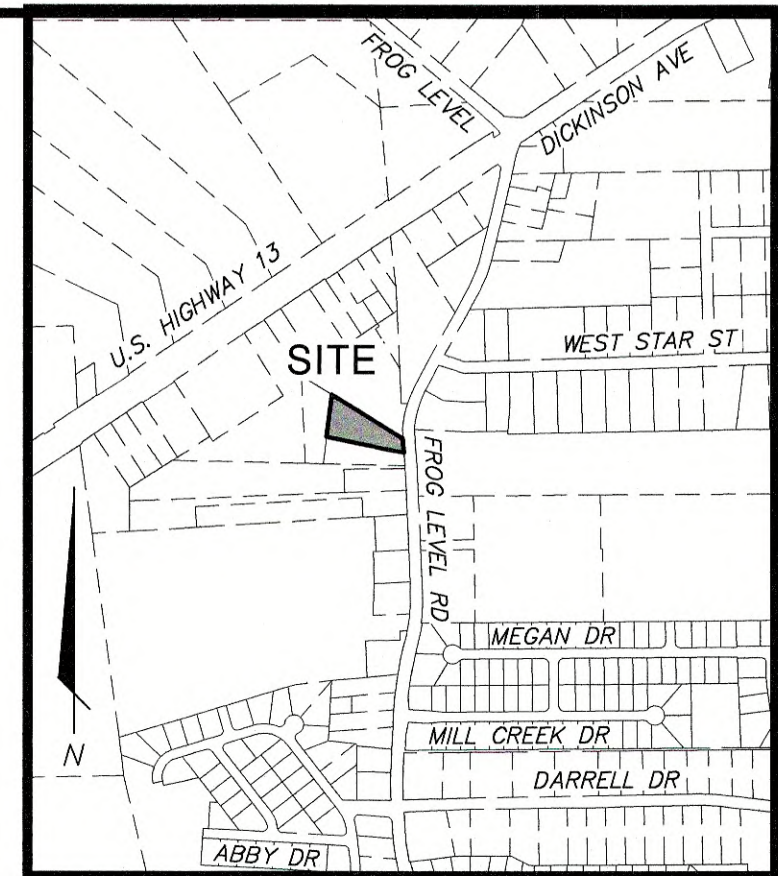 FROG LEVEL
DICKINSON AVE
U.S. HIGHWAY 13
WEST STAR ST
SITE
FROG LEVEL RD
MEGAN DR
MILL CREEK DR
N
DARRELL DR
ABBY DR